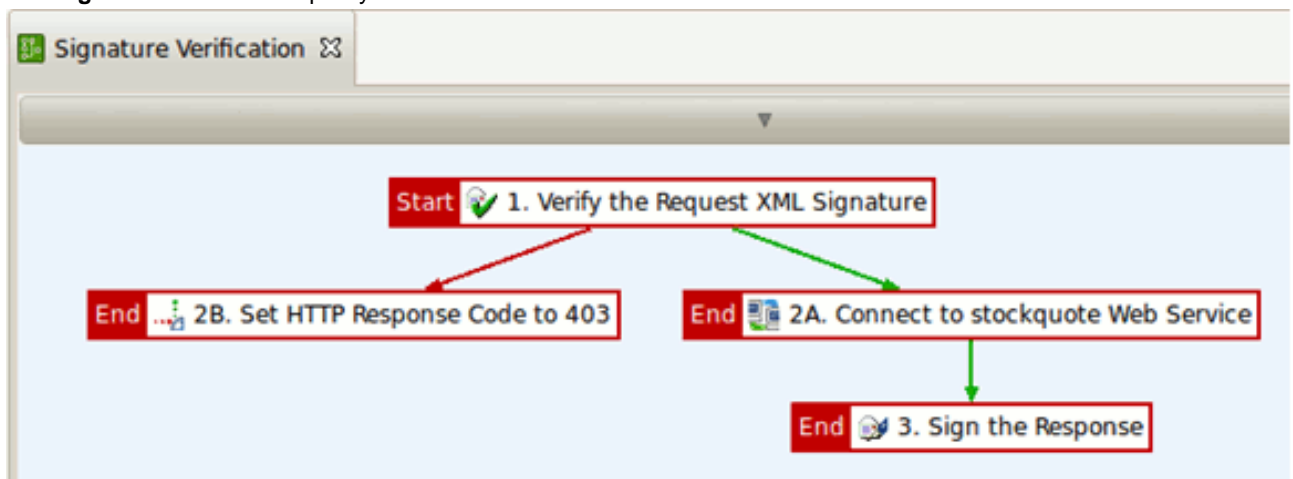 Signature Verification
Start 1. Verify the Request XML Signature
End 2B. Set HTTP Response Code to 403
End 2A. Connect to stockquote Web Service
End 3. Sign the Response